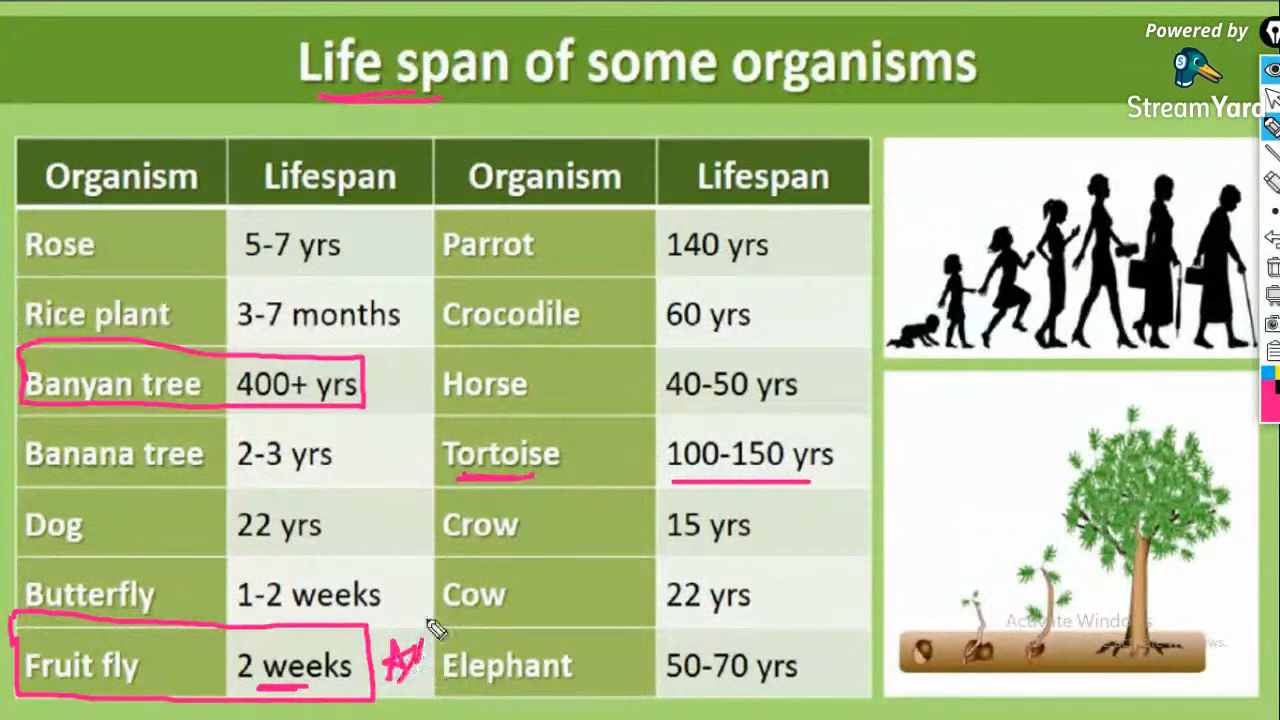 Powered by
StreamYard
Life span of some organisms
Organism Lifespan Organism Lifespan
Rose 5-7 yrs Parrot 140 yrs
Rice plant 3-7 months Crocodile 60 yrs
Banyan tree 400+ yrs Horse 40-50 yrs
Banana tree 2-3 yrs Tortoise 100-150 yrs
Dog 22 yrs Crow 15 yrs
Butterfly 1-2 weeks Cow 22 yrs
Fruit fly 2 weeks Elephant 50-70 yrs
Activate Windows